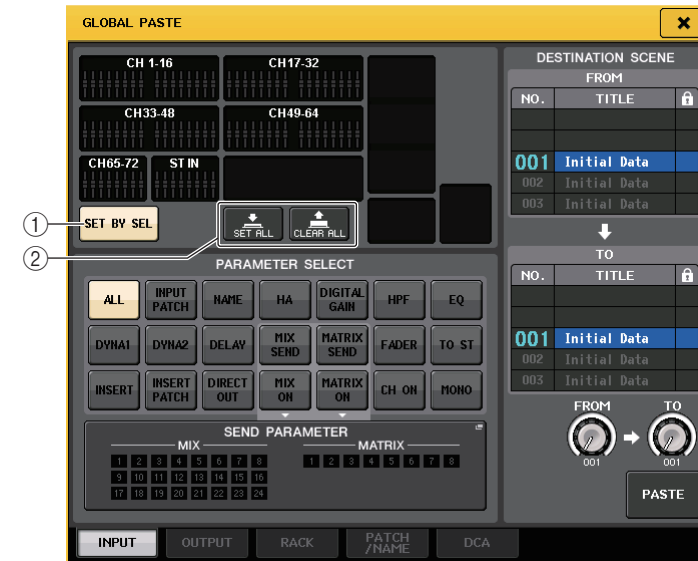 GLOBAL PASTE
CH 1-16
CH17-32
CH33-48
CH49-64
CH65-72
ST IN
1
SET BY SEL
2
SET ALL
CLEAR ALL
PARAMETER SELECT
ALL
INPUT PATCH
NAME
HA
DIGITAL GAIN
HPF
EQ
DYNA1
DYNA2
DELAY
MIX SEND
MATRIX SEND
FADER
TO ST
INSERT
INSERT PATCH
DIRECT OUT
MIX ON
MATRIX ON
CH ON
MONO
SEND PARAMETER
MIX
MATRIX
1 2 3 4 5 6 7 8
1 2 3 4 5 6 7 8
9 10 11 12 13 14 15 16
17 18 19 20 21 22 23 24
DESTINATION SCENE
FROM
NO. TITLE
001 Initial Data
002 Initial Data
003 Initial Data
TO
NO. TITLE
001 Initial Data
002 Initial Data
003 Initial Data
FROM
TO
001
001
PASTE
INPUT
OUTPUT
RACK
PATCH /NAME
DCA